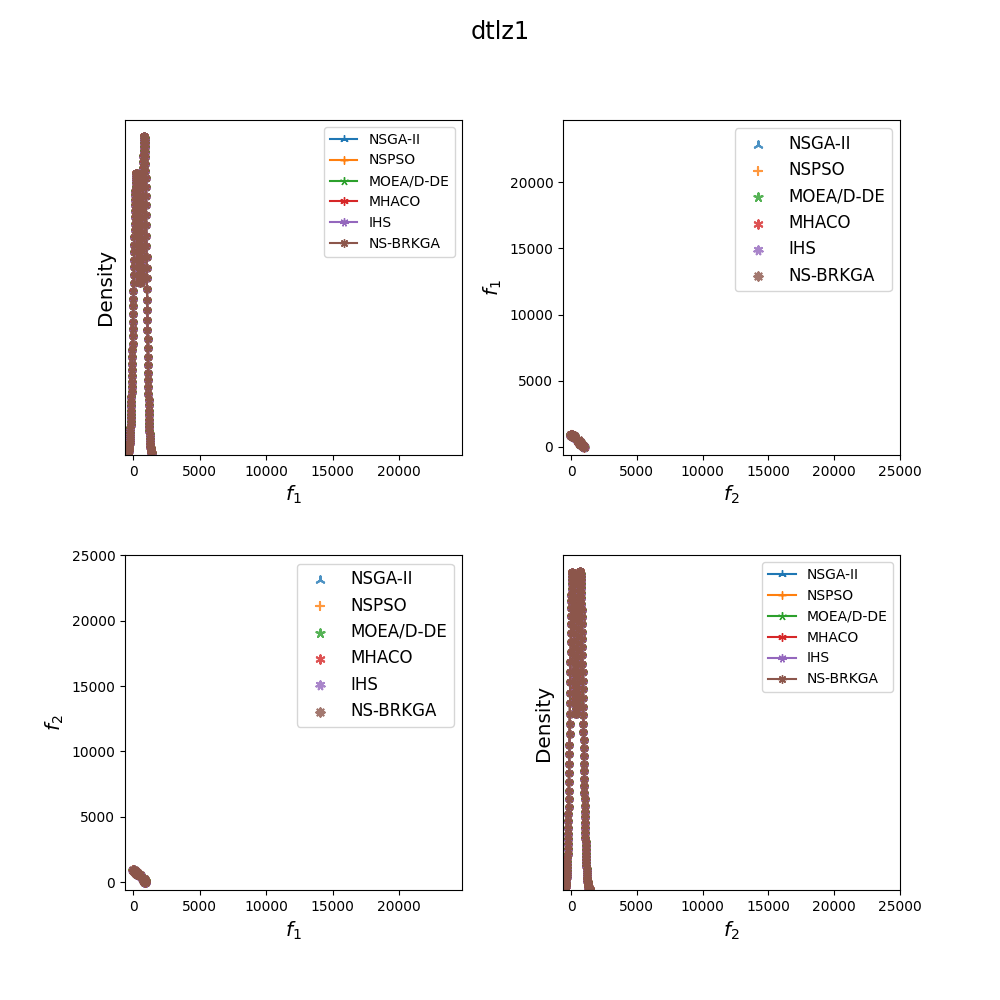 dtlz1
Density
NSGA-II
NSPSO
MOEA/D-DE
MHACO
IHS
NS-BRKGA
0 5000 10000 15000 20000
f1
f1
20000
15000
10000
5000
0
NSGA-II
NSPSO
MOEA/D-DE
MHACO
IHS
NS-BRKGA
0 5000 10000 15000 20000 25000
f2
f2
25000
20000
15000
10000
5000
0
NSGA-II
NSPSO
MOEA/D-DE
MHACO
IHS
NS-BRKGA
0 5000 10000 15000 20000
f1
Density
NSGA-II
NSPSO
MOEA/D-DE
MHACO
IHS
NS-BRKGA
0 5000 10000 15000 20000 25000
f2